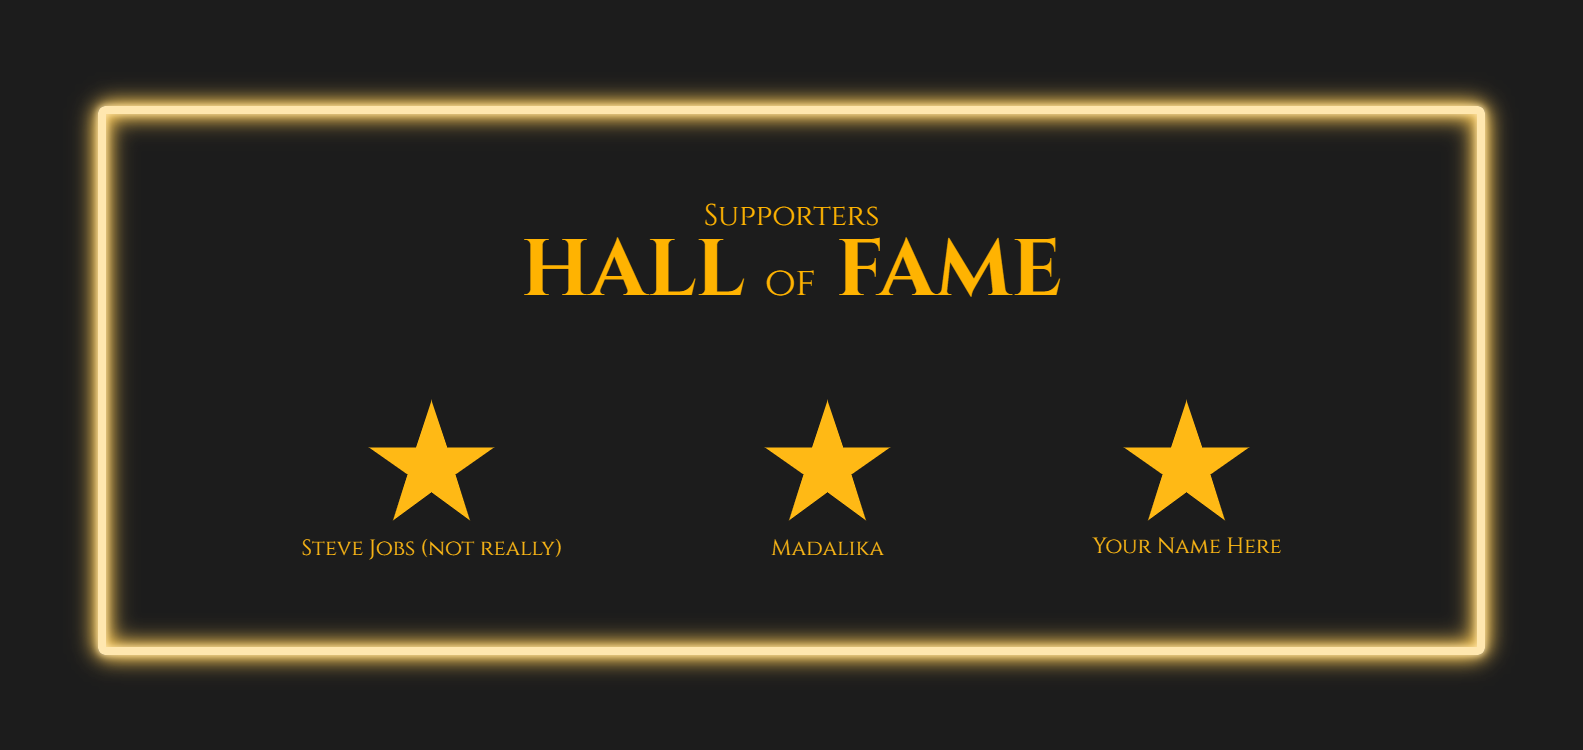 Supporters
HALL OF FAME
Steve Jobs (not really)
Madalika
Your Name Here